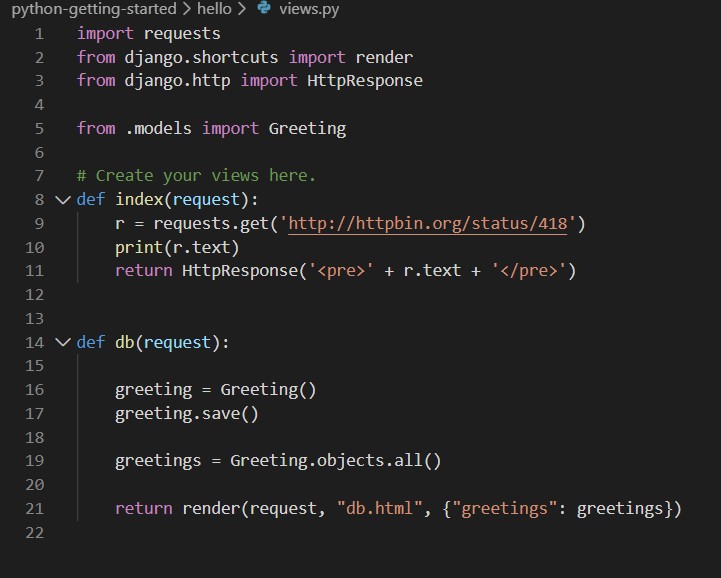 python-getting-started > hello > views.py
1 import requests
2 from django.shortcuts import render
3 from django.http import HttpResponse
4
5 from .models import Greeting
6
7 # Create your views here.
8 def index(request):
9     r = requests.get('http://httpbin.org/status/418')
10     print(r.text)
11     return HttpResponse('<pre>' + r.text + '</pre>')
12
13
14 def db(request):
15
16     greeting = Greeting()
17     greeting.save()
18
19     greetings = Greeting.objects.all()
20
21     return render(request, "db.html", {"greetings": greetings})
22